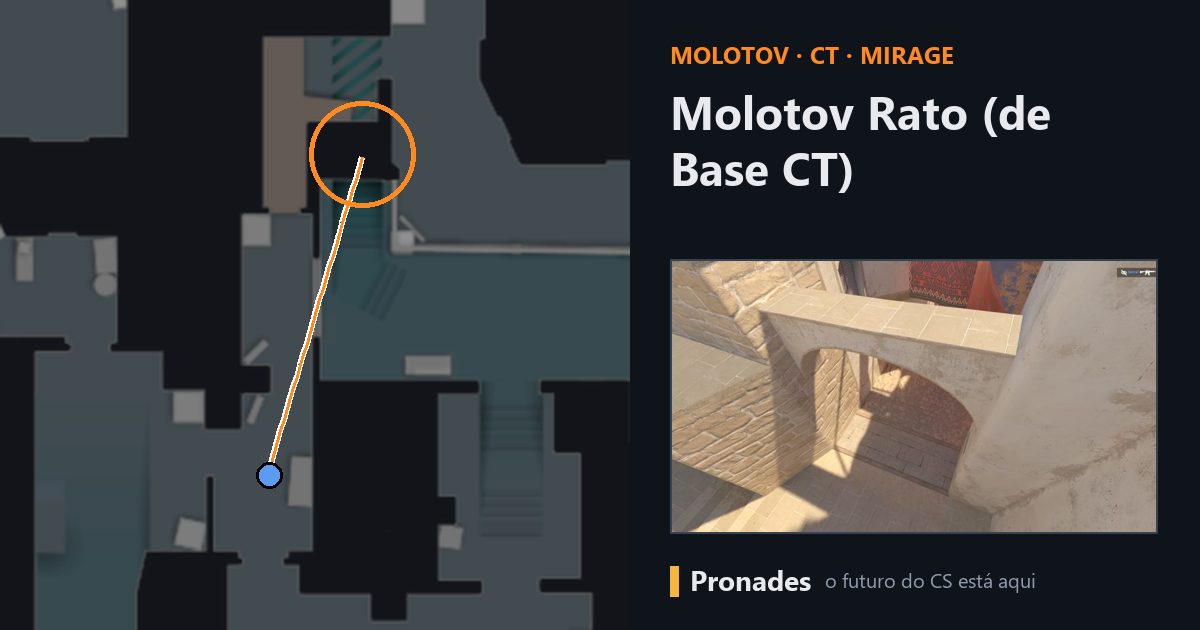 MOLOTOV · CT · MIRAGE
Molotov Rato (de
Base CT)
Pronades o futuro do CS está aqui